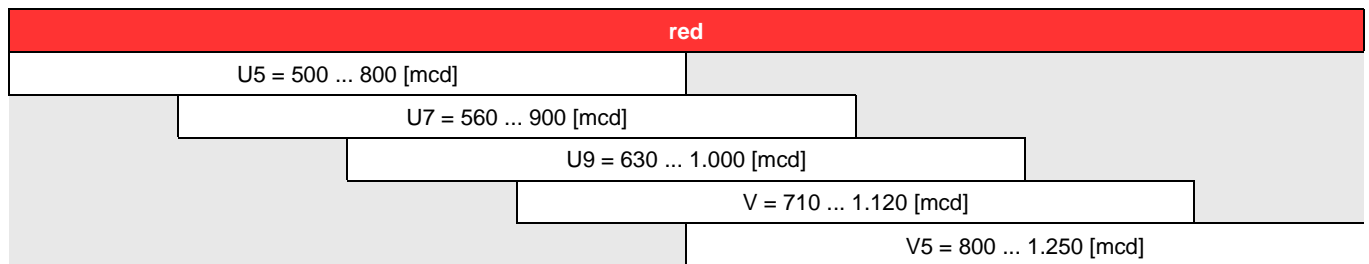 red
U5 = 500 ... 800 [mcd]
U7 = 560 ... 900 [mcd]
U9 = 630 ... 1.000 [mcd]
V = 710 ... 1.120 [mcd]
V5 = 800 ... 1.250 [mcd]